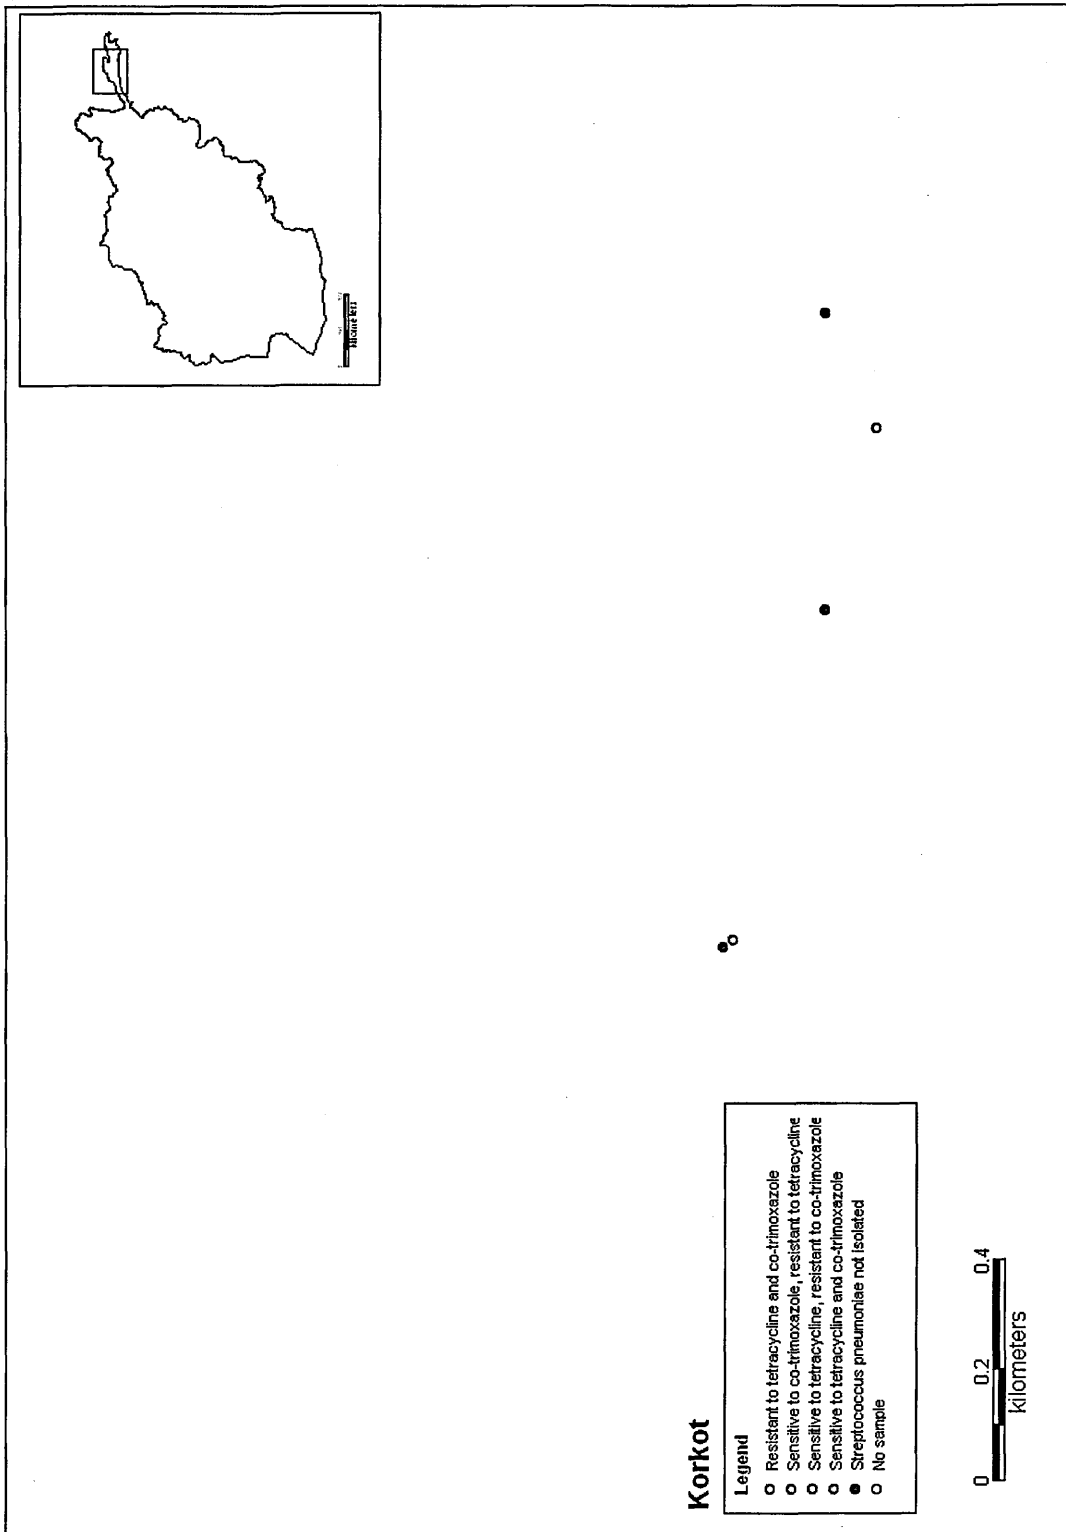 Korkot
Legend
Resistant to tetracycline and co-trimoxazole
Sensitive to co-trimoxazole, resistant to tetracycline
Sensitive to tetracycline, resistant to co-trimoxazole
Sensitive to tetracycline and co-trimoxazole
Streptococcus pneumoniae not isolated
No sample
0 0.2 0.4
kilometers
kilometers